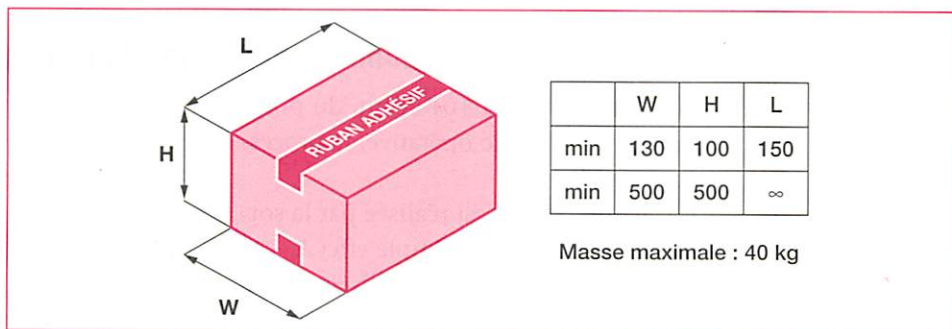 L
H
W
RUBAN ADHÉSIF
W H L
min 130 100 150
min 500 500 ∞
Masse maximale : 40 kg